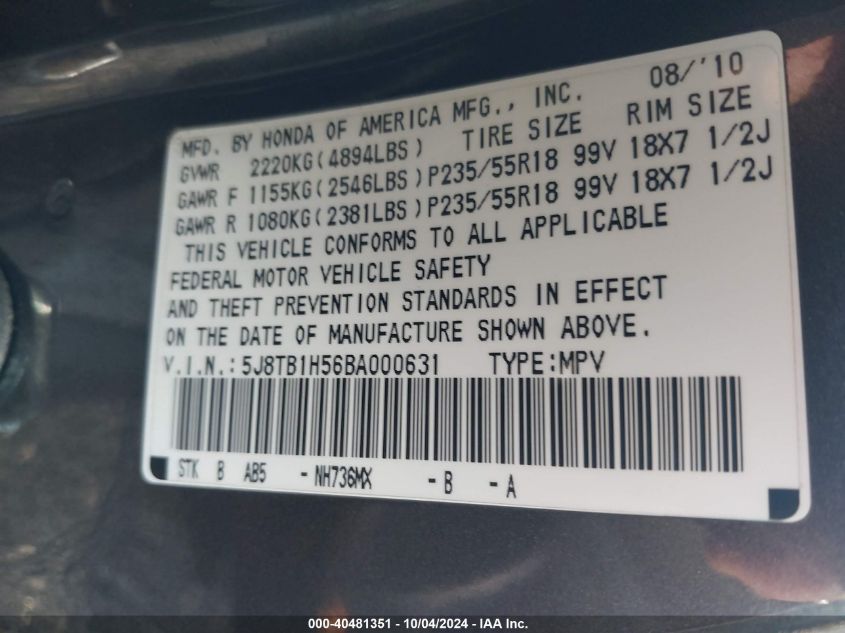 MFD. BY HONDA OF AMERICA MFG., INC. 08/'10
GVWR 2220KG(4894LBS) TIRE SIZE RIM SIZE
GAWR F 1155KG(2546LBS)P235/55R18 99V 18X7 1/2J
GAWR R 1080KG(2381LBS)P235/55R18 99V 18X7 1/2J
THIS VEHICLE CONFORMS TO ALL APPLICABLE
FEDERAL MOTOR VEHICLE SAFETY
AND THEFT PREVENTION STANDARDS IN EFFECT
ON THE DATE OF MANUFACTURE SHOWN ABOVE.
V.I.N.:5J8TB1H56BA000631 TYPE:MPV
STK B AB5 -NH736MX -B -A
000-40481351 - 10/04/2024 - IAA Inc.